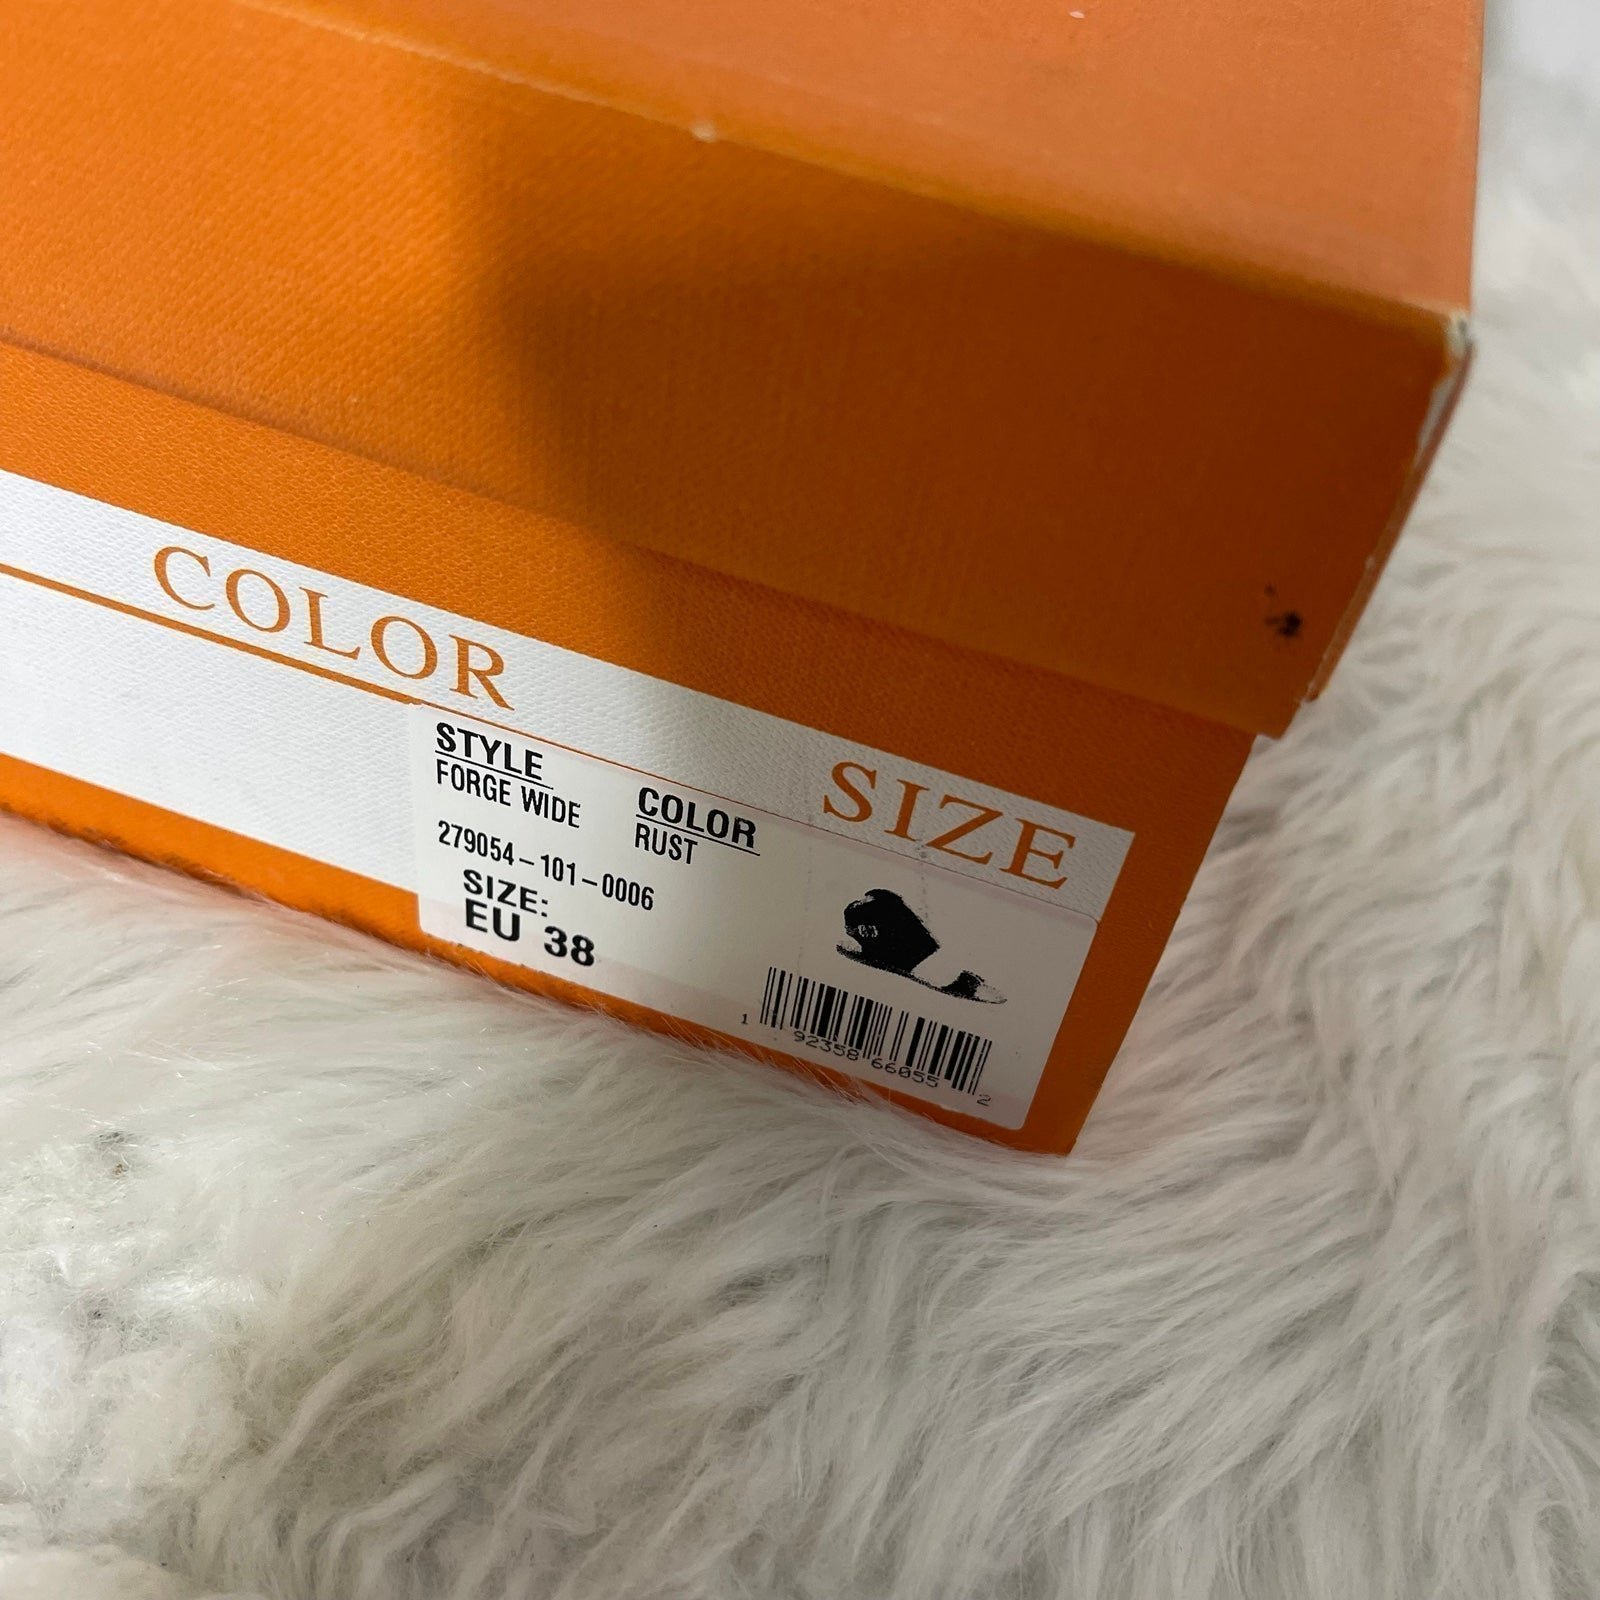 COLOR
SIZE
STYLE
FORGE WIDE
COLOR
RUST
279054-101-0006
SIZE:
EU 38
1 92358 66055 2